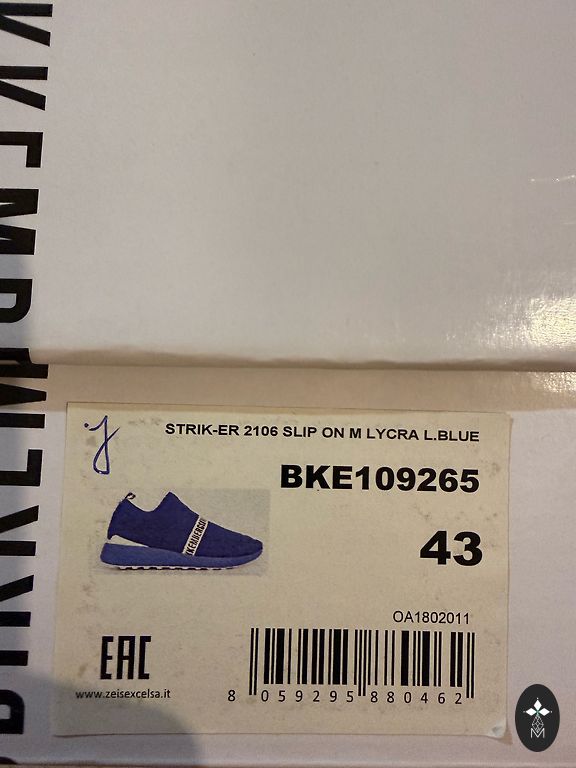 STRIK-ER 2106 SLIP ON M LYCRA L.BLUE
BKE109265
43
OA1802011
EAC
www.zeisexcelsa.it
8 059295 880462
M